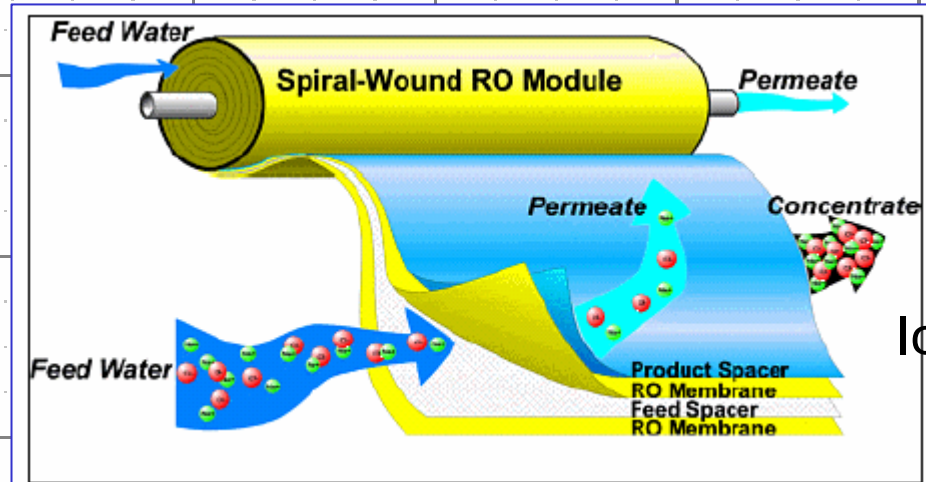 Feed Water
Spiral-Wound RO Module
Permeate
Permeate
Concentrate
Feed Water
Product Spacer
RO Membrane
Feed Spacer
RO Membrane